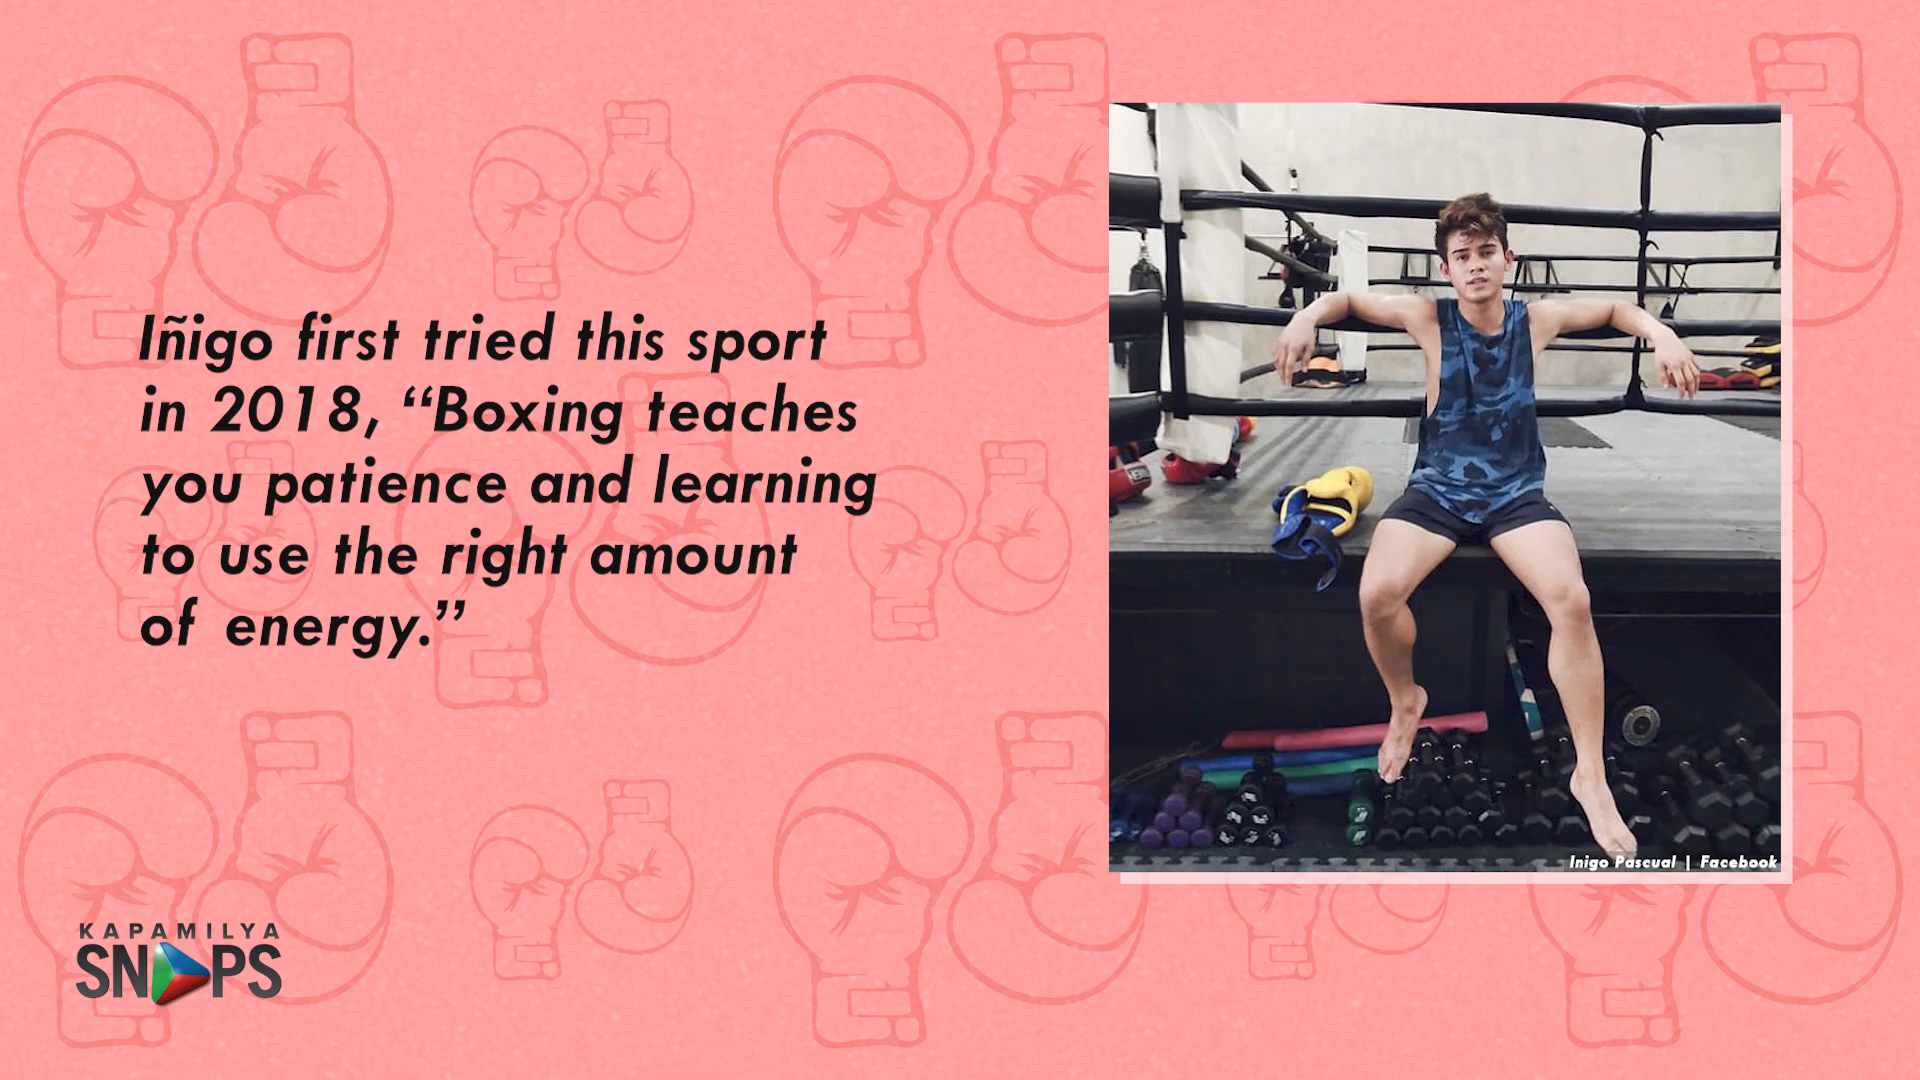 Iñigo first tried this sport
in 2018, “Boxing teaches
you patience and learning
to use the right amount
of energy.”
Inigo Pascual | Facebook
KAPAMILYA
SNAPS